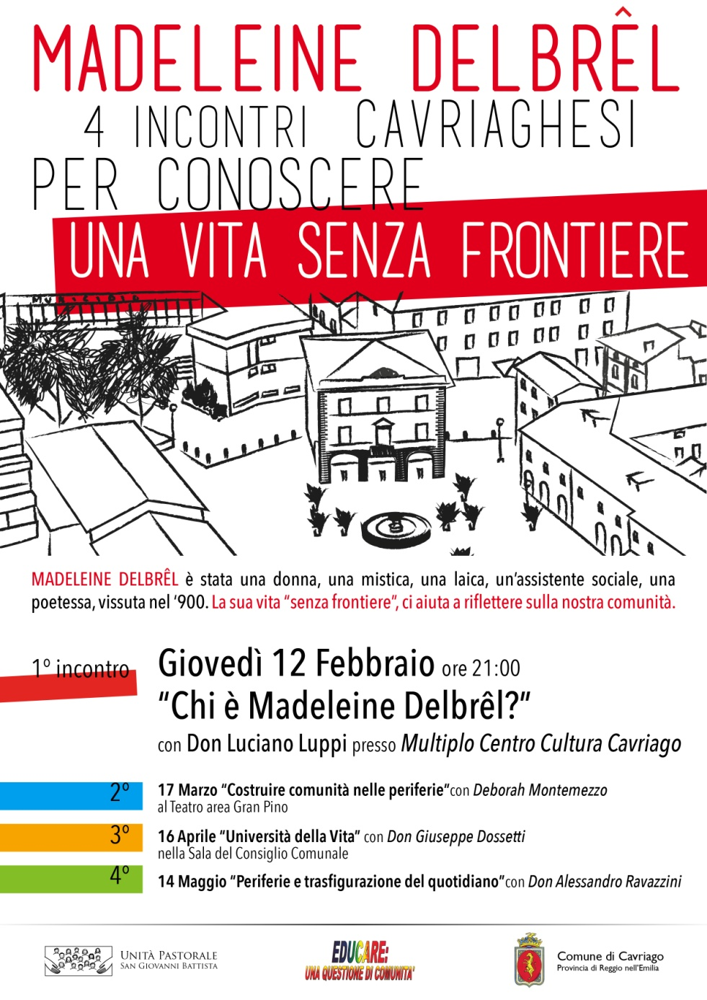 MADELEINE DELBRÊL
4 INCONTRI CAVRIAGHESI
PER CONOSCERE
UNA VITA SENZA FRONTIERE
MUNICIPIO
MADELEINE DELBRÊL è stata una donna, una mistica, una laica, un'assistente sociale, una
poetessa, vissuta nel ‘900. La sua vita “senza frontiere”, ci aiuta a riflettere sulla nostra comunità.
1° incontro
Giovedì 12 Febbraio ore 21:00
“Chi è Madeleine Delbrêl?”
con Don Luciano Luppi presso Multiplo Centro Cultura Cavriago
2°
17 Marzo “Costruire comunità nelle periferie”con Deborah Montemezzo
al Teatro area Gran Pino
3°
16 Aprile “Università della Vita” con Don Giuseppe Dossetti
nella Sala del Consiglio Comunale
4°
14 Maggio “Periferie e trasfigurazione del quotidiano”con Don Alessandro Ravazzini
UNITÀ PASTORALE
SAN GIOVANNI BATTISTA
EDUCARE:
UNA QUESTIONE DI COMUNITA'
Comune di Cavriago
Provincia di Reggio nell'Emilia